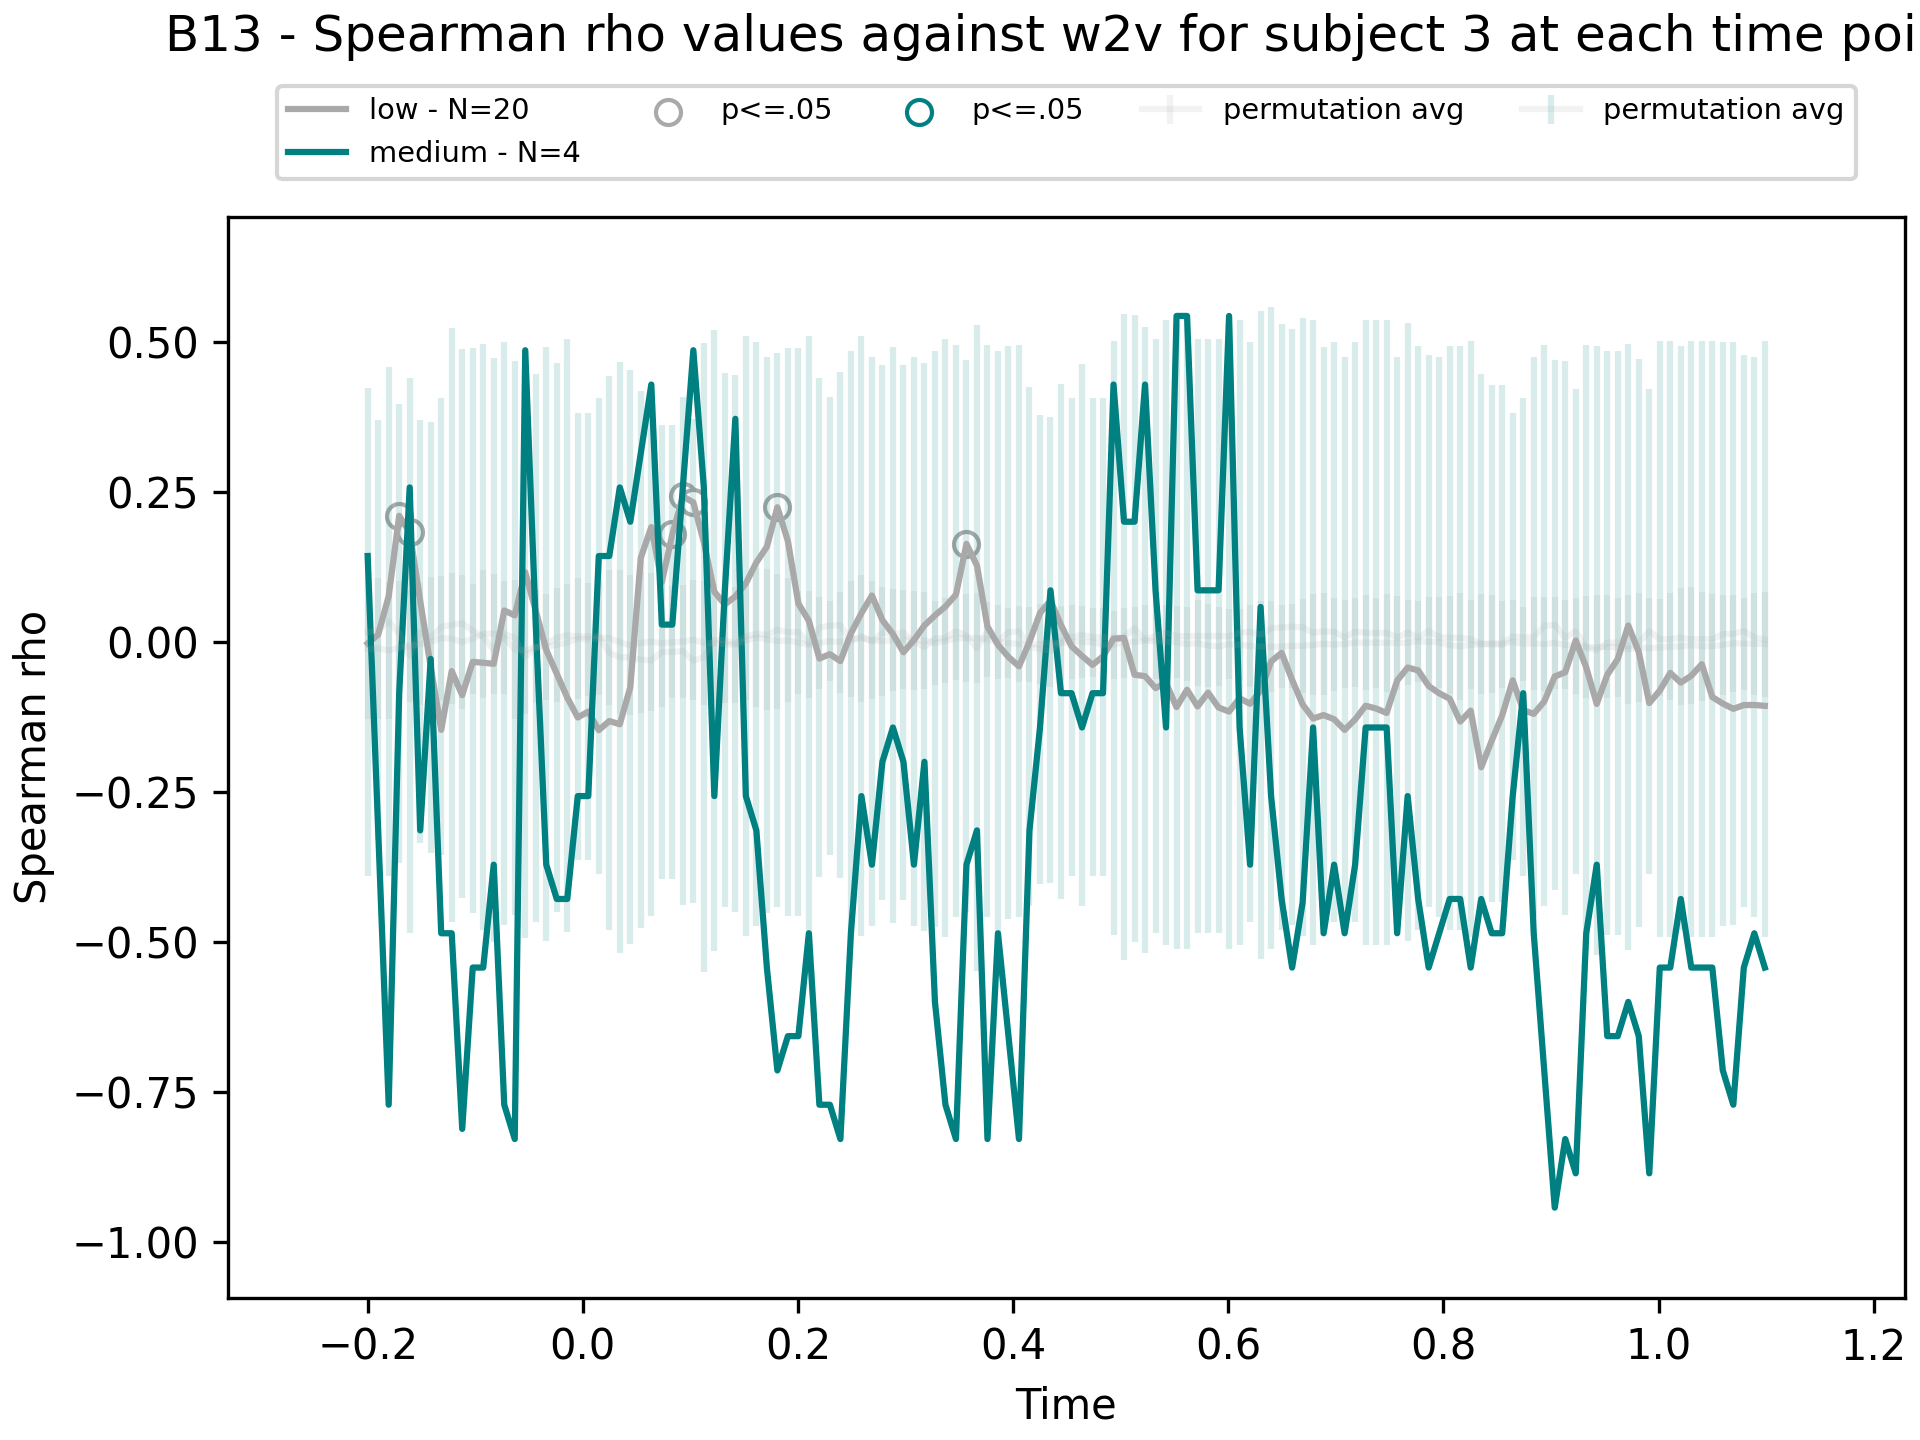 B13 - Spearman rho values against w2v for subject 3 at each time poi
low - N=20
medium - N=4
p<=.05
p<=.05
permutation avg
permutation avg
Spearman rho
0.50
0.25
0.00
−0.25
−0.50
−0.75
−1.00
−0.2
0.0
0.2
0.4
0.6
0.8
1.0
1.2
Time